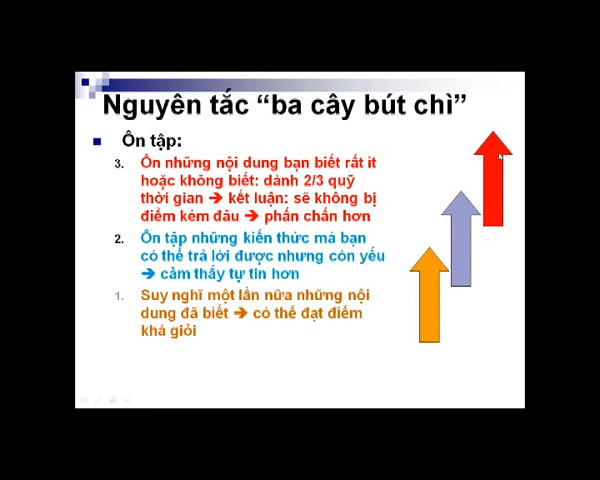 Nguyên tắc “ba cây bút chì”
Ôn tập:
3. Ôn những nội dung bạn biết rất ít
hoặc không biết: dành 2/3 quỹ
thời gian ➔ kết luận: sẽ không bị
điểm kém đâu ➔ phấn chấn hơn
2. Ôn tập những kiến thức mà bạn
có thể trả lời được nhưng còn yếu
➔ cảm thấy tự tin hơn
1. Suy nghĩ một lần nữa những nội
dung đã biết ➔ có thể đạt điểm
khá giỏi